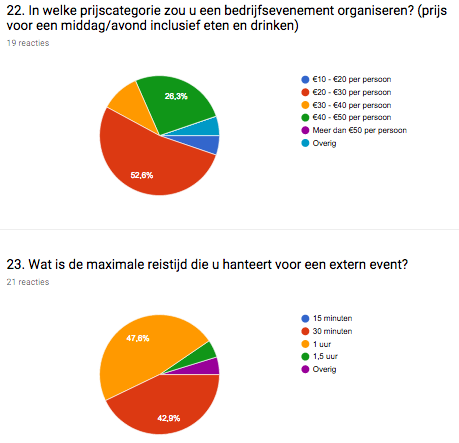 22. In welke prijscategorie zou u een bedrijfsevenement organiseren? (prijs
voor een middag/avond inclusief eten en drinken)
19 reacties
€10 - €20 per persoon
€20 - €30 per persoon
€30 - €40 per persoon
€40 - €50 per persoon
Meer dan €50 per persoon
Overig
26,3%
52,6%
23. Wat is de maximale reistijd die u hanteert voor een extern event?
21 reacties
15 minuten
30 minuten
1 uur
1,5 uur
Overig
47,6%
42,9%